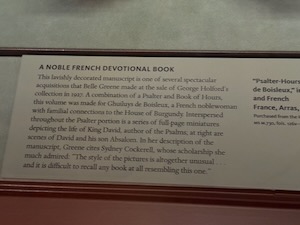 A NOBLE FRENCH DEVOTIONAL BOOK
This lavishly decorated manuscript is one of several spectacular
acquisitions that Belle Greene made at the sale of George Holford's
collection in 1927. A combination of a Psalter and Book of Hours,
this volume was made for Ghuiluys de Boisleux, a French noblewoman
with familial connections to the House of Burgundy. Interspersed
throughout the Psalter portion is a series of full-page miniatures
depicting the life of King David, author of the Psalms; at right are
scenes of David and his son Absalom. In her description of the
manuscript, Greene cites Sydney Cockerell, whose scholarship she
much admired: "The style of the pictures is altogether unusual
and it is difficult to recall any book at all resembling this one."
"Psalter-Hours
de Boisleux," in
and French
France, Arras,
Purchased from the